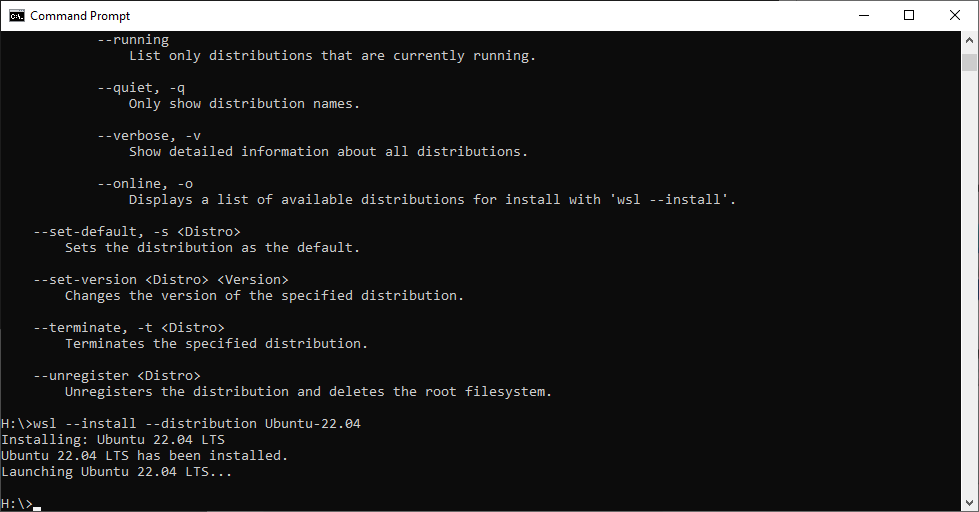 Command Prompt
--running
List only distributions that are currently running.
--quiet, -q
Only show distribution names.
--verbose, -v
Show detailed information about all distributions.
--online, -o
Displays a list of available distributions for install with 'wsl --install'.
--set-default, -s <Distro>
Sets the distribution as the default.
--set-version <Distro> <Version>
Changes the version of the specified distribution.
--terminate, -t <Distro>
Terminates the specified distribution.
--unregister <Distro>
Unregisters the distribution and deletes the root filesystem.
H:\>wsl --install --distribution Ubuntu-22.04
Installing: Ubuntu 22.04 LTS
Ubuntu 22.04 LTS has been installed.
Launching Ubuntu 22.04 LTS...
H:\>